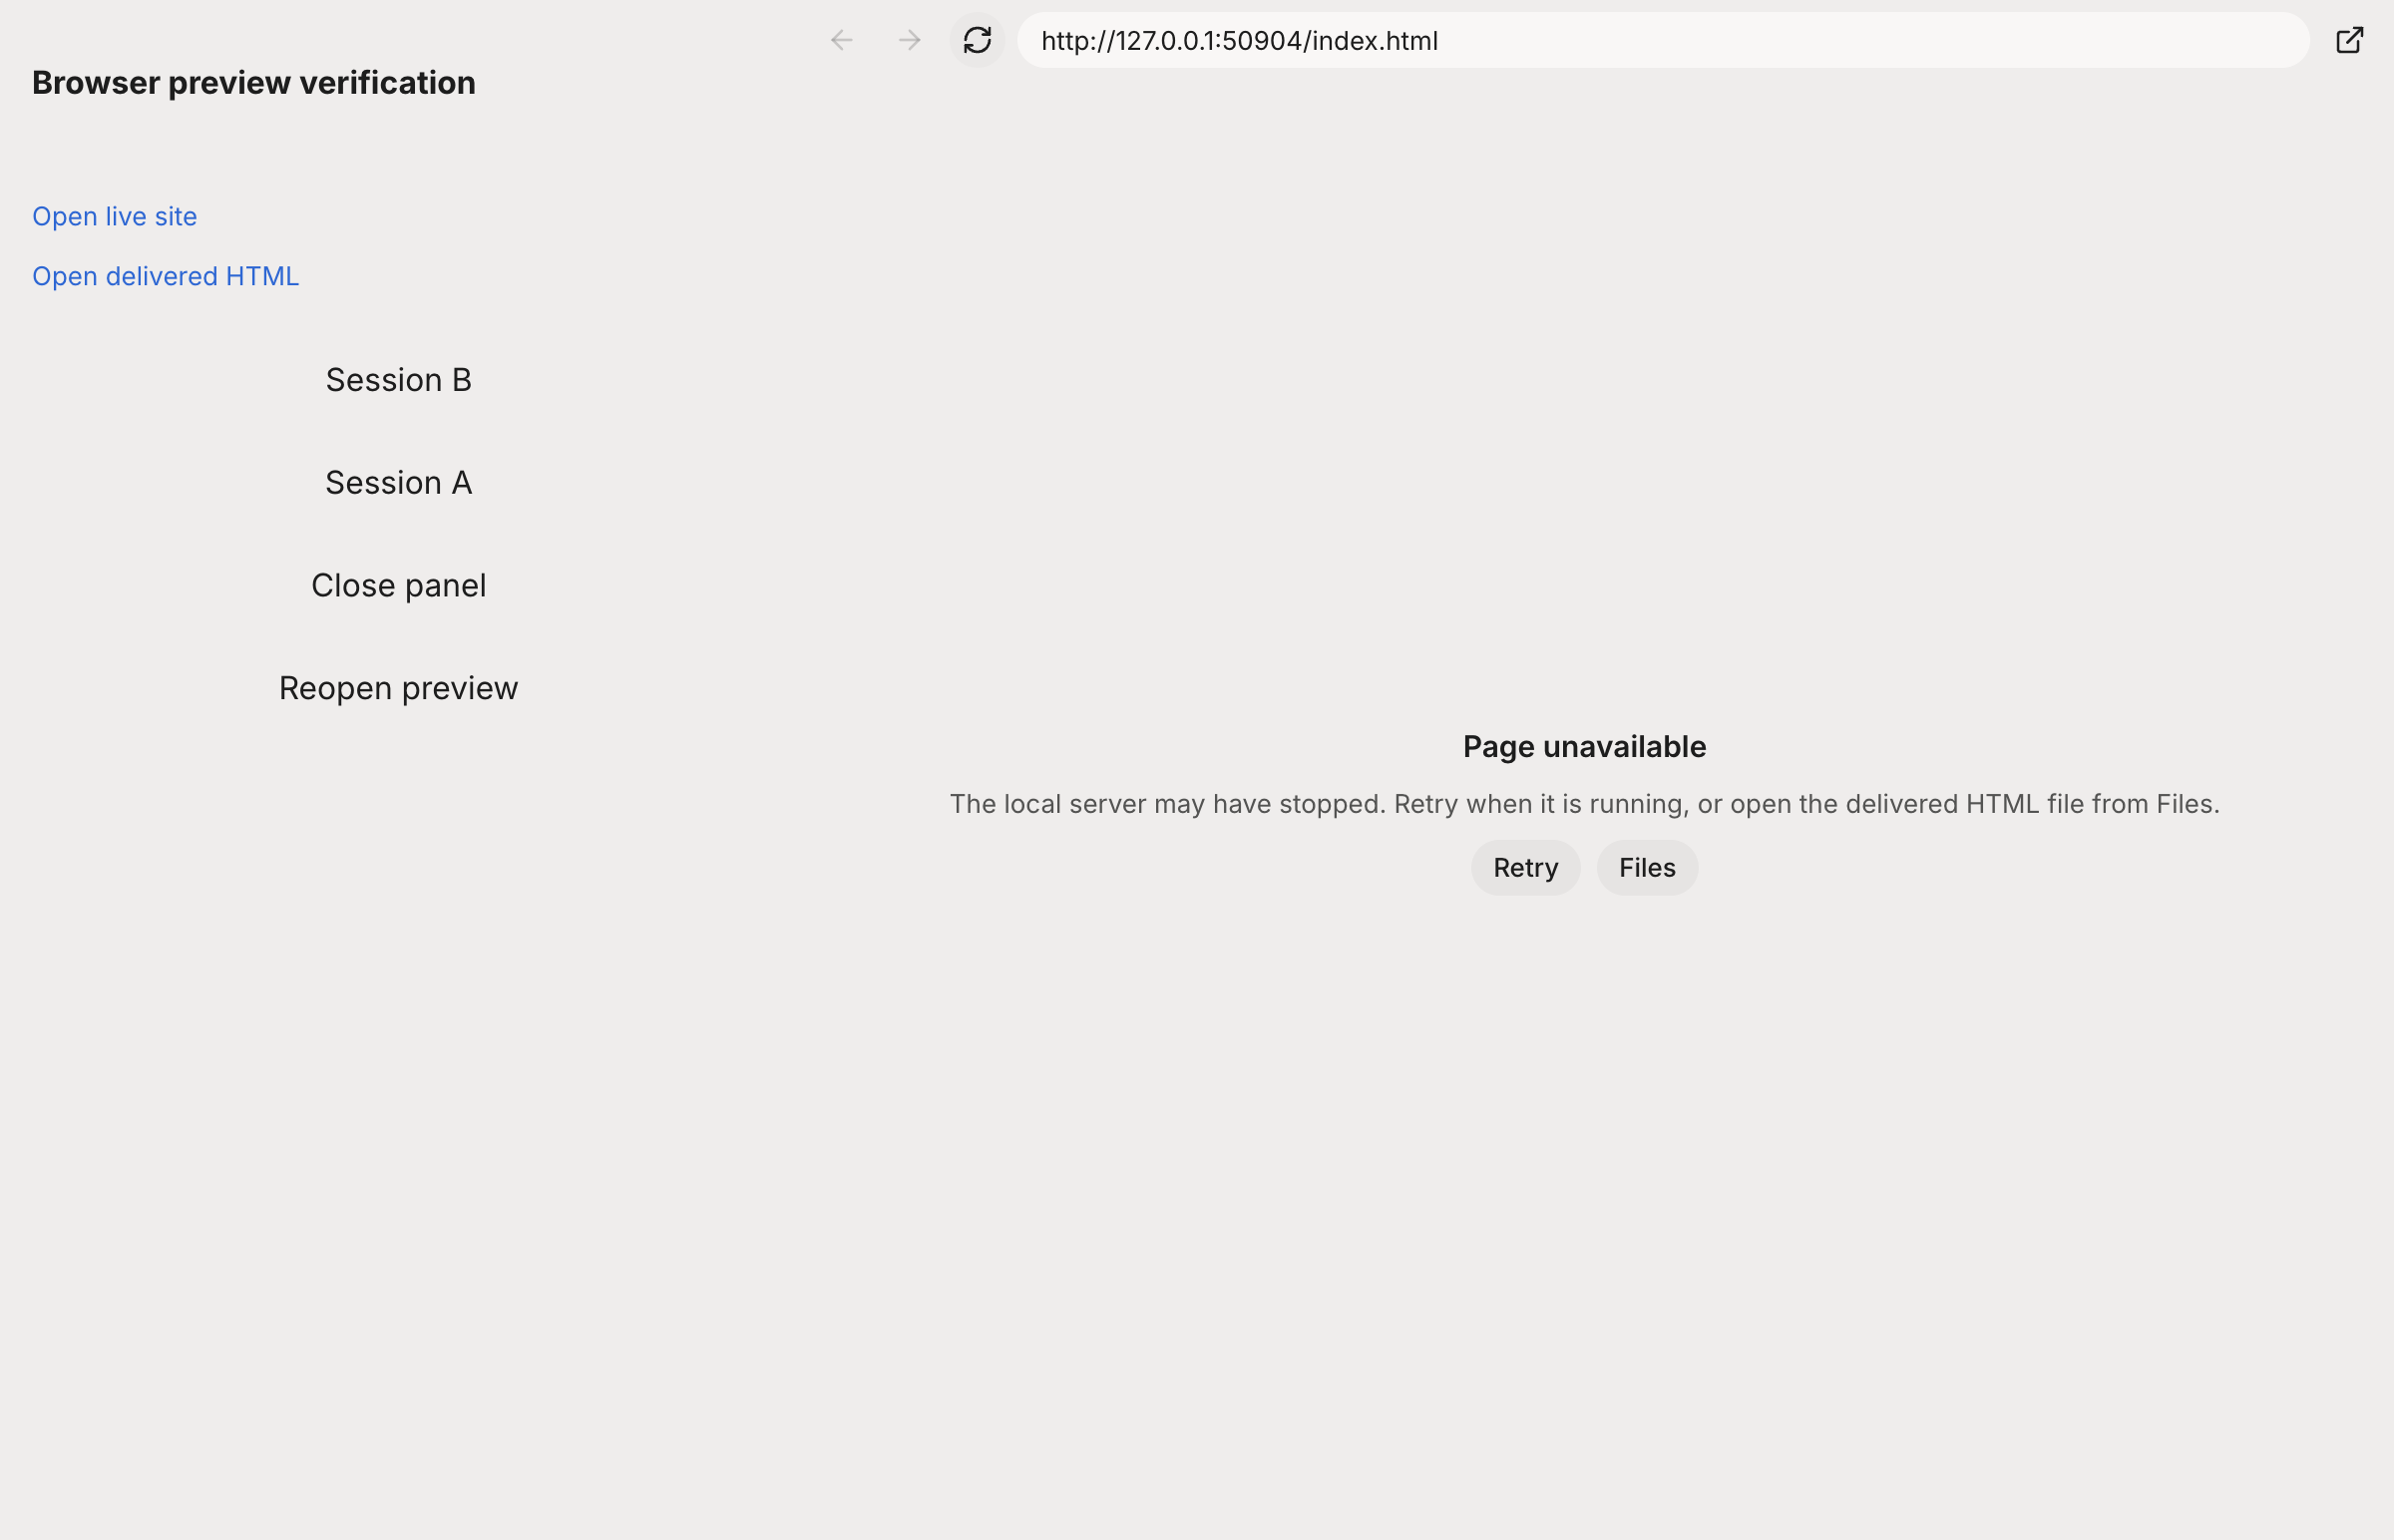 http://127.0.0.1:50904/index.html
Browser preview verification
Open live site
Open delivered HTML
Session B
Session A
Close panel
Reopen preview
Page unavailable
The local server may have stopped. Retry when it is running, or open the delivered HTML file from Files.
Retry Files